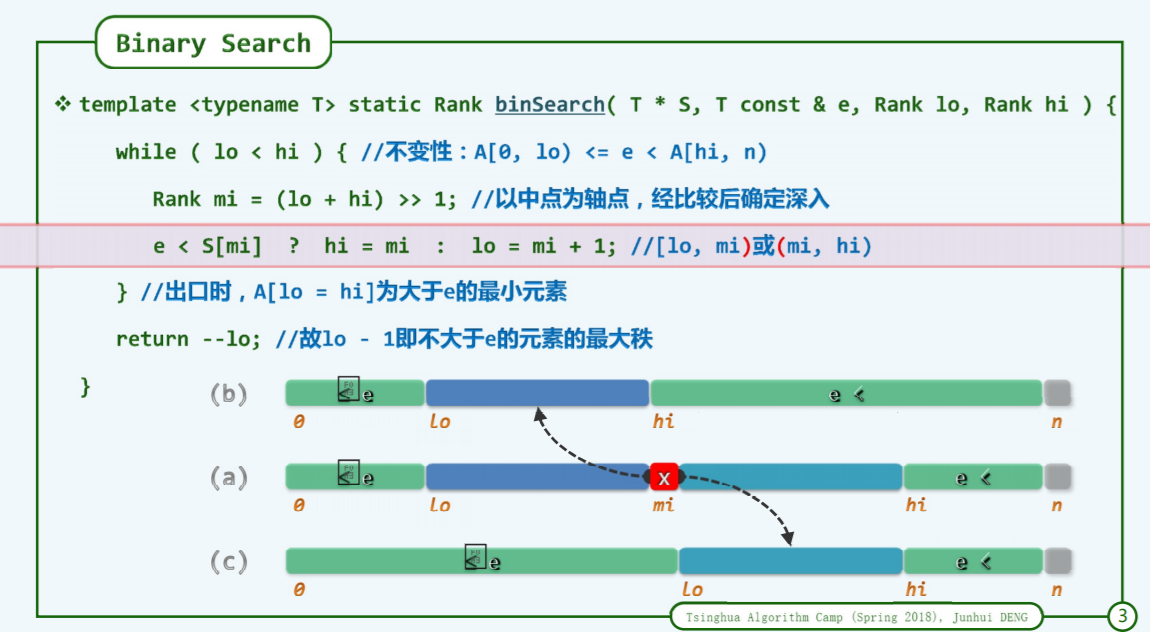 Binary Search
❖ template <typename T> static Rank binSearch( T * S, T const & e, Rank lo, Rank hi ) {
while ( lo < hi ) { //不变性：A[0, lo) <= e < A[hi, n)
Rank mi = (lo + hi) >> 1; //以中点为轴点，经比较后确定深入
e < S[mi] ? hi = mi : lo = mi + 1; //[lo, mi)或(mi, hi)
} //出口时，A[lo = hi]为大于e的最小元素
return --lo; //故lo - 1即不大于e的元素的最大秩
}
(b) < e e <
0 lo hi n
(a) < e x e <
0 lo mi hi n
(c) < e e <
0 lo hi n
Tsinghua Algorithm Camp (Spring 2018), Junhui DENG 3